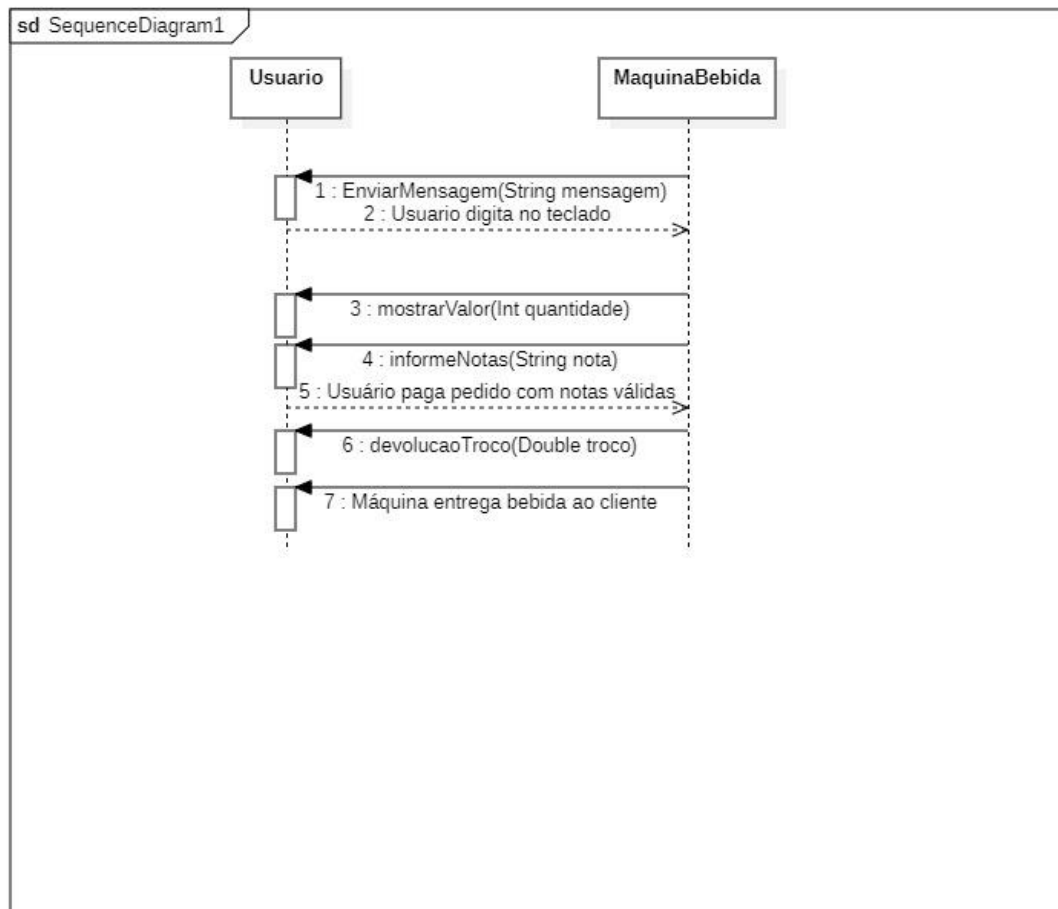 sd SequenceDiagram1
Usuario
MaquinaBebida
1 : EnviarMensagem(String mensagem)
2 : Usuario digita no teclado
3 : mostrarValor(Int quantidade)
4 : informeNotas(String nota)
5 : Usuário paga pedido com notas válidas
6 : devolucaoTroco(Double troco)
7 : Máquina entrega bebida ao cliente